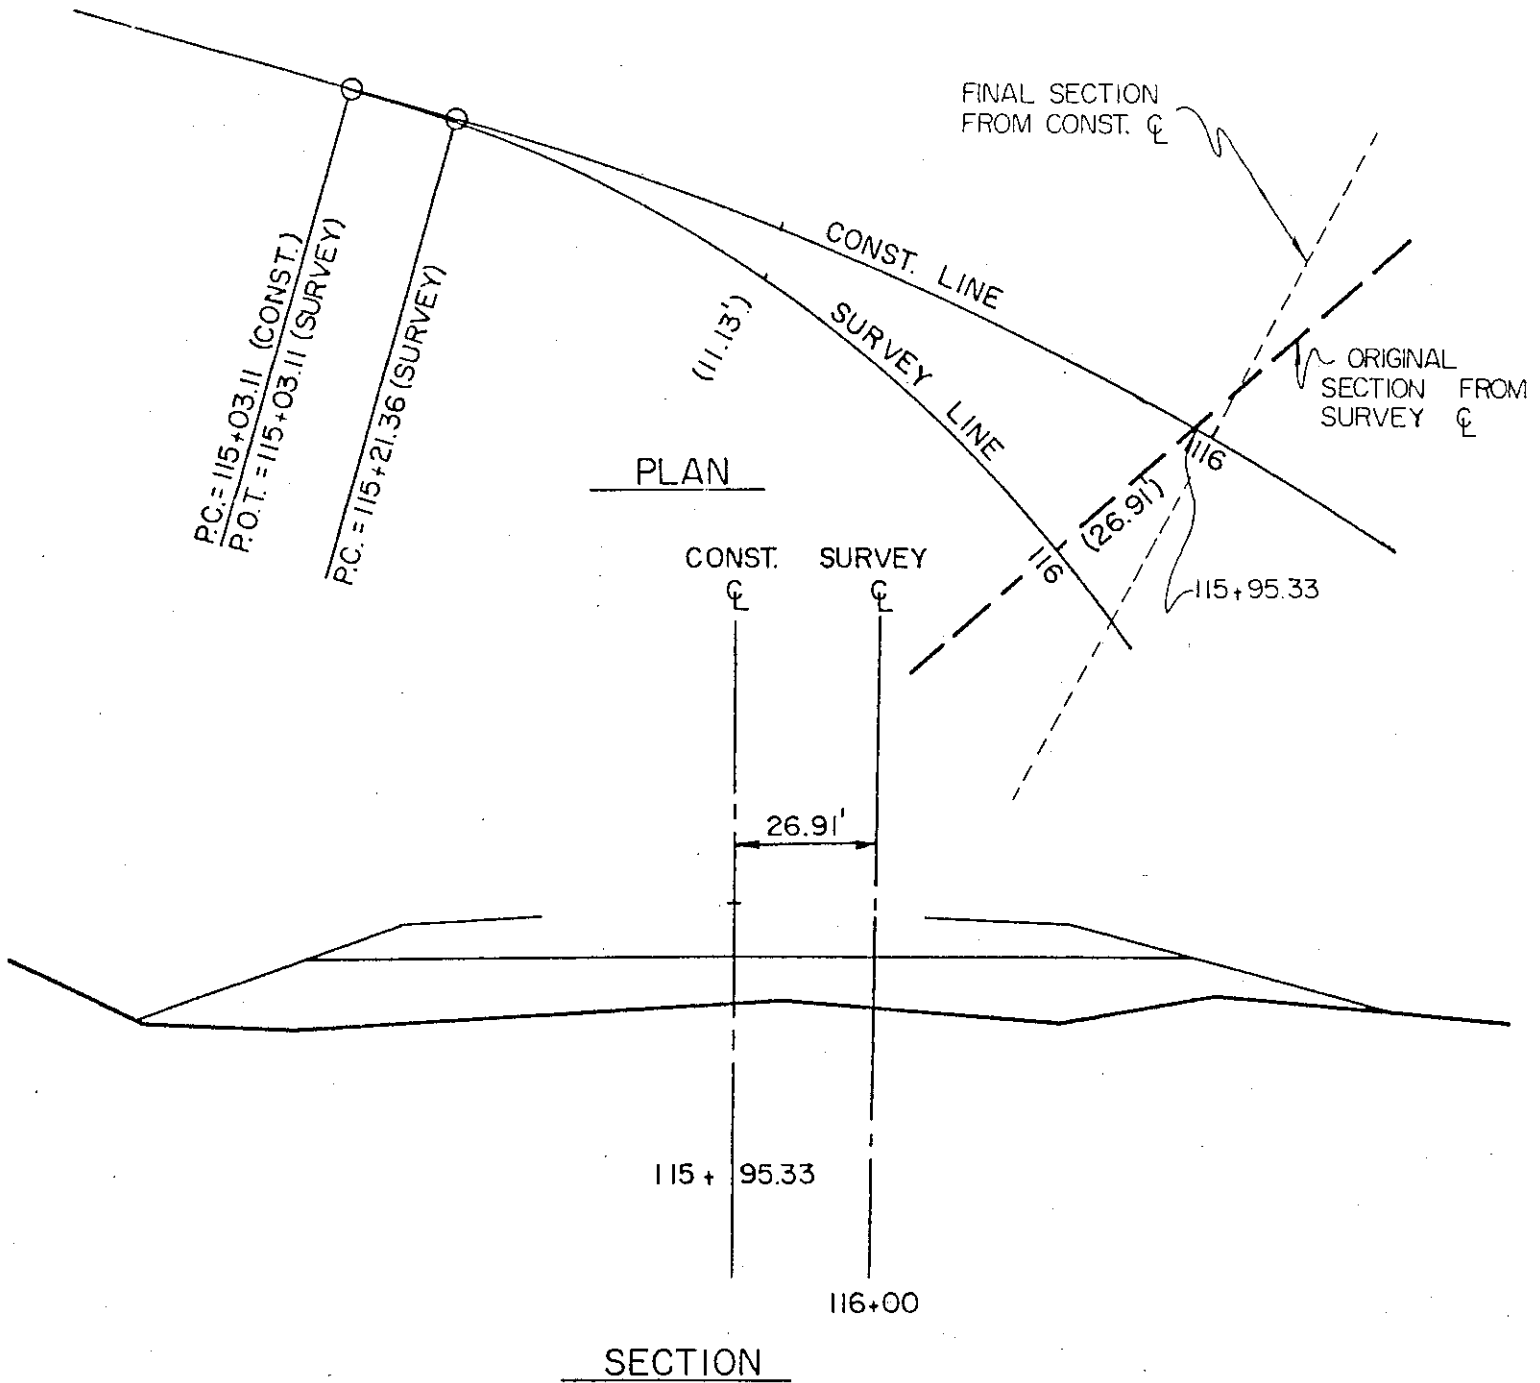 FINAL SECTION
FROM CONST. ℄
CONST. LINE
SURVEY LINE
P.C. = 115+03.11 (CONST.)
P.O.T. = 115+03.11 (SURVEY)
P.C. = 115+21.36 (SURVEY)
(11.13')
ORIGINAL
SECTION FROM
SURVEY ℄
116
(26.91')
116
115+95.33
PLAN
CONST. SURVEY
℄ ℄
26.91'
115+ 95.33
116+00
SECTION